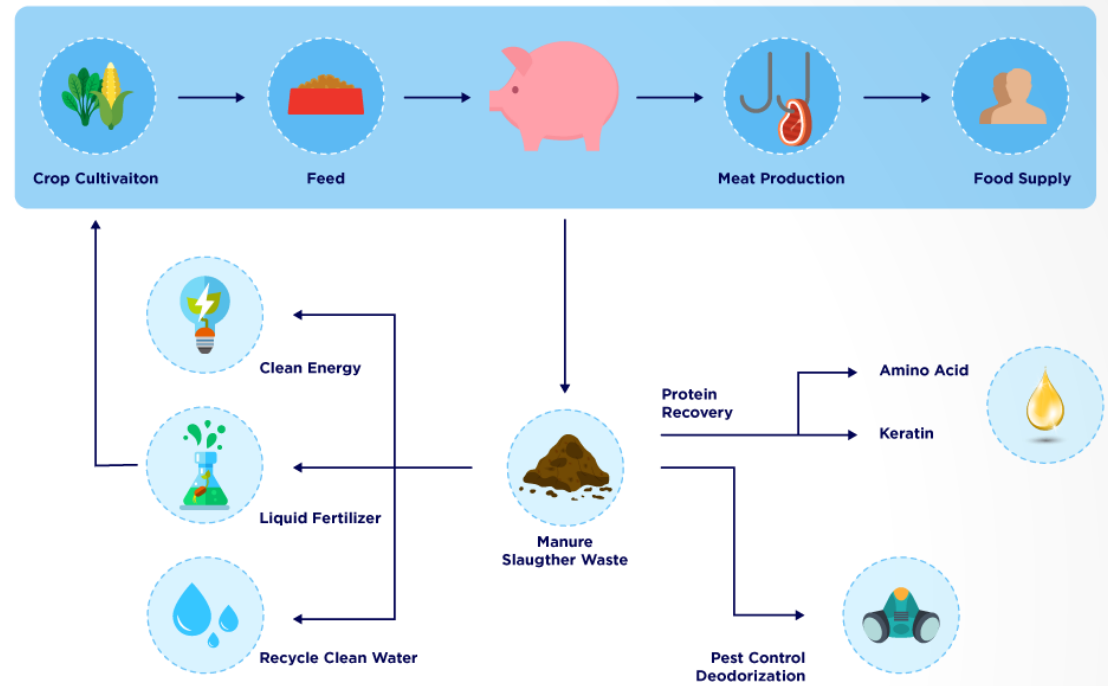 Crop Cultivaiton
Feed
Meat Production
Food Supply
Clean Energy
Protein
Recovery
Amino Acid
Keratin
Liquid Fertilizer
Manure
Slaugther Waste
Recycle Clean Water
Pest Control
Deodorization